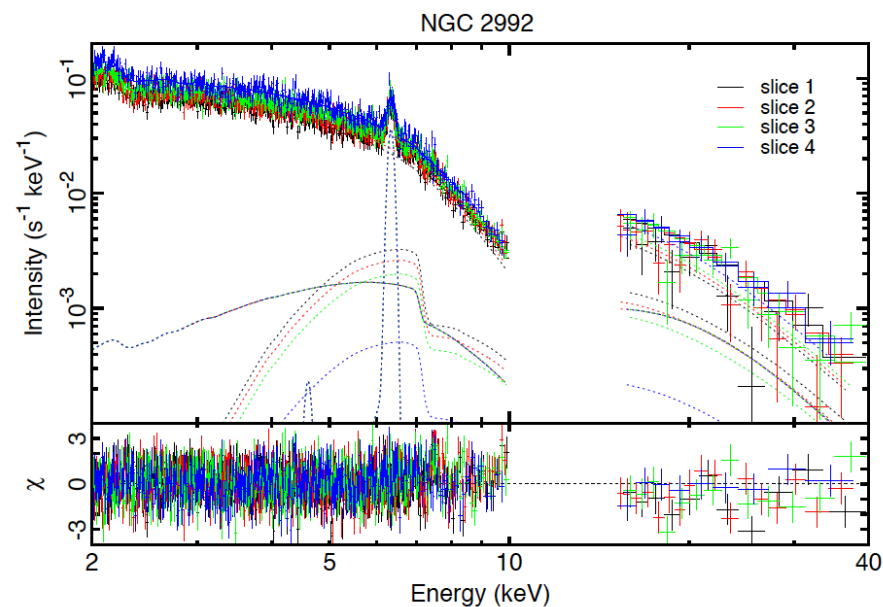 NGC 2992
Intensity (s⁻¹ keV⁻¹)
10⁻¹
10⁻²
10⁻³
slice 1
slice 2
slice 3
slice 4
χ
3
0
-3
2
5
10
20
40
Energy (keV)